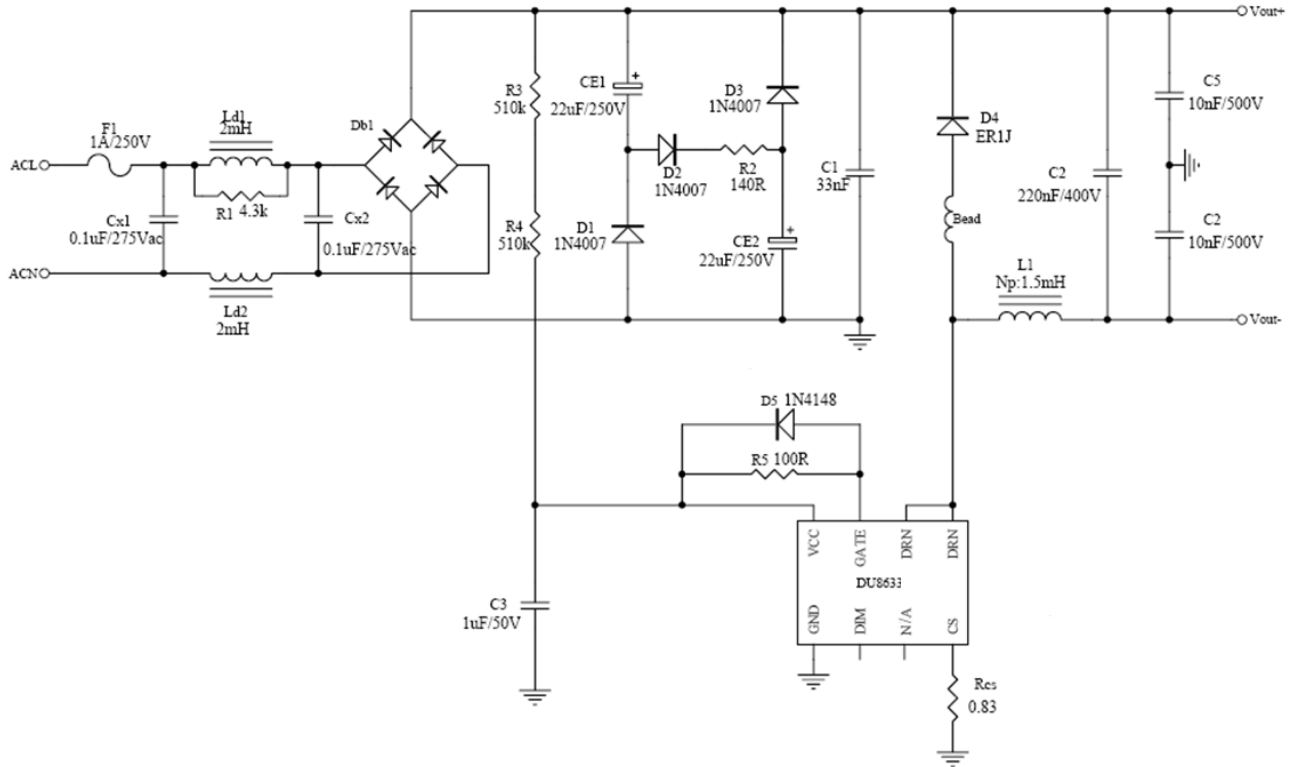 ACL
F1
1A/250V
Ld1
2mH
R1 4.3k
Cx1
0.1uF/275Vac
Cx2
0.1uF/275Vac
ACN
Ld2
2mH
Db1
R3
510k
R4
510k
CE1
+
22uF/250V
D1
1N4007
D2
1N4007
R2
140R
D3
1N4007
CE2
+
22uF/250V
C1
33nF
D4
ER1J
Bead
L1
Np:1.5mH
C2
220nF/400V
C5
10nF/500V
C2
10nF/500V
Vout+
Vout-
D5 1N4148
R5 100R
C3
1uF/50V
VCC
GATE
DRN
DRN
DU8633
GND
DIM
N/A
CS
Rcs
0.83